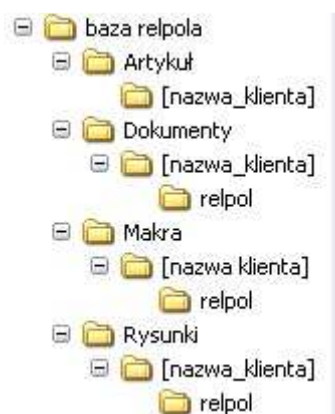 baza relpola
Artykuł
[nazwa_klienta]
Dokumenty
[nazwa_klienta]
relpol
Makra
[nazwa klienta]
relpol
Rysunki
[nazwa_klienta]
relpol